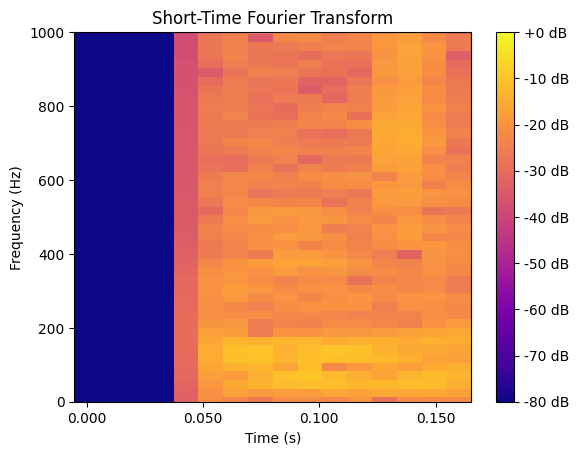 Short-Time Fourier Transform
Frequency (Hz)
1000
800
600
400
200
0
0.000
0.050
0.100
0.150
Time (s)
+0 dB
-10 dB
-20 dB
-30 dB
-40 dB
-50 dB
-60 dB
-70 dB
-80 dB